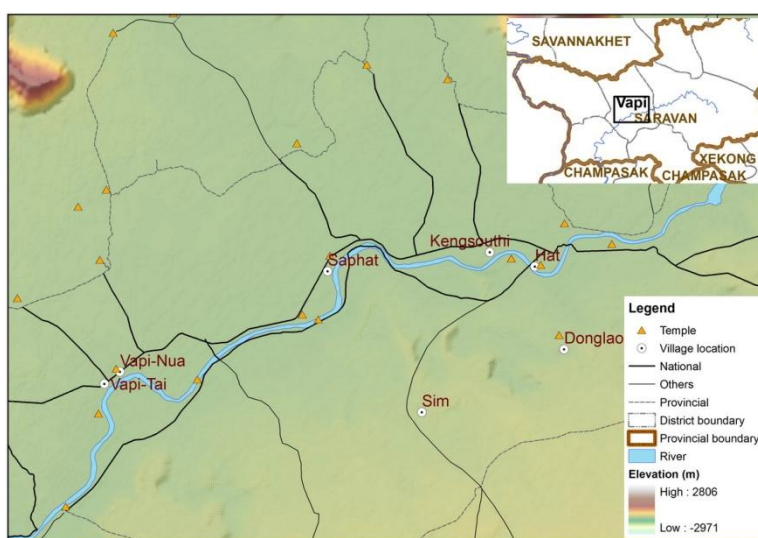 SAVANNAKHET
Vapi
SARAVAN
XEKONG
CHAMPASAK
CHAMPASAK
Kengsouthi
Saphat
Hat
Donglao
Vapi-Nua
Vapi-Tai
Sim
Legend
Temple
Village location
National
Others
Provincial
District boundary
Provincial boundary
River
Elevation (m)
High : 2806
Low : -2971